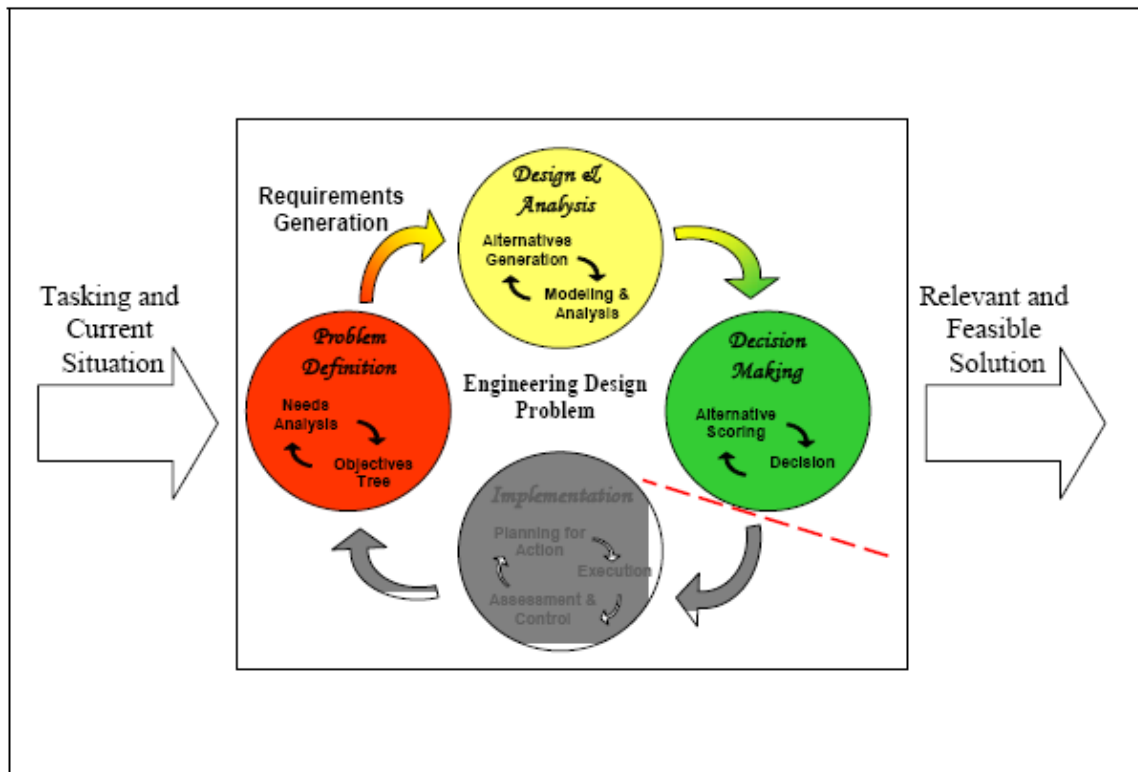 Tasking and
Current
Situation
Requirements
Generation
Design &
Analysis
Alternatives
Generation
Modeling &
Analysis
Problem
Definition
Needs
Analysis
Objectives
Tree
Engineering Design
Problem
Decision
Making
Alternative
Scoring
Decision
Implementation
Planning for
Action
Execution
Assessment &
Control
Relevant and
Feasible
Solution